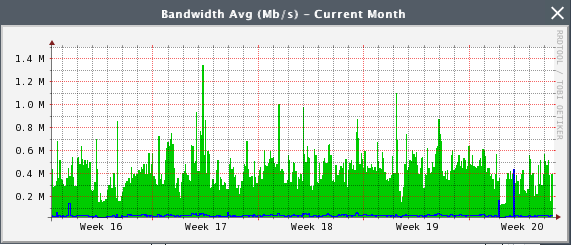 Bandwidth Avg (Mb/s) - Current Month
1.4 M
1.2 M
1.0 M
0.8 M
0.6 M
0.4 M
0.2 M
Week 16 Week 17 Week 18 Week 19 Week 20
RRDTOOL / TOBI OETIKER